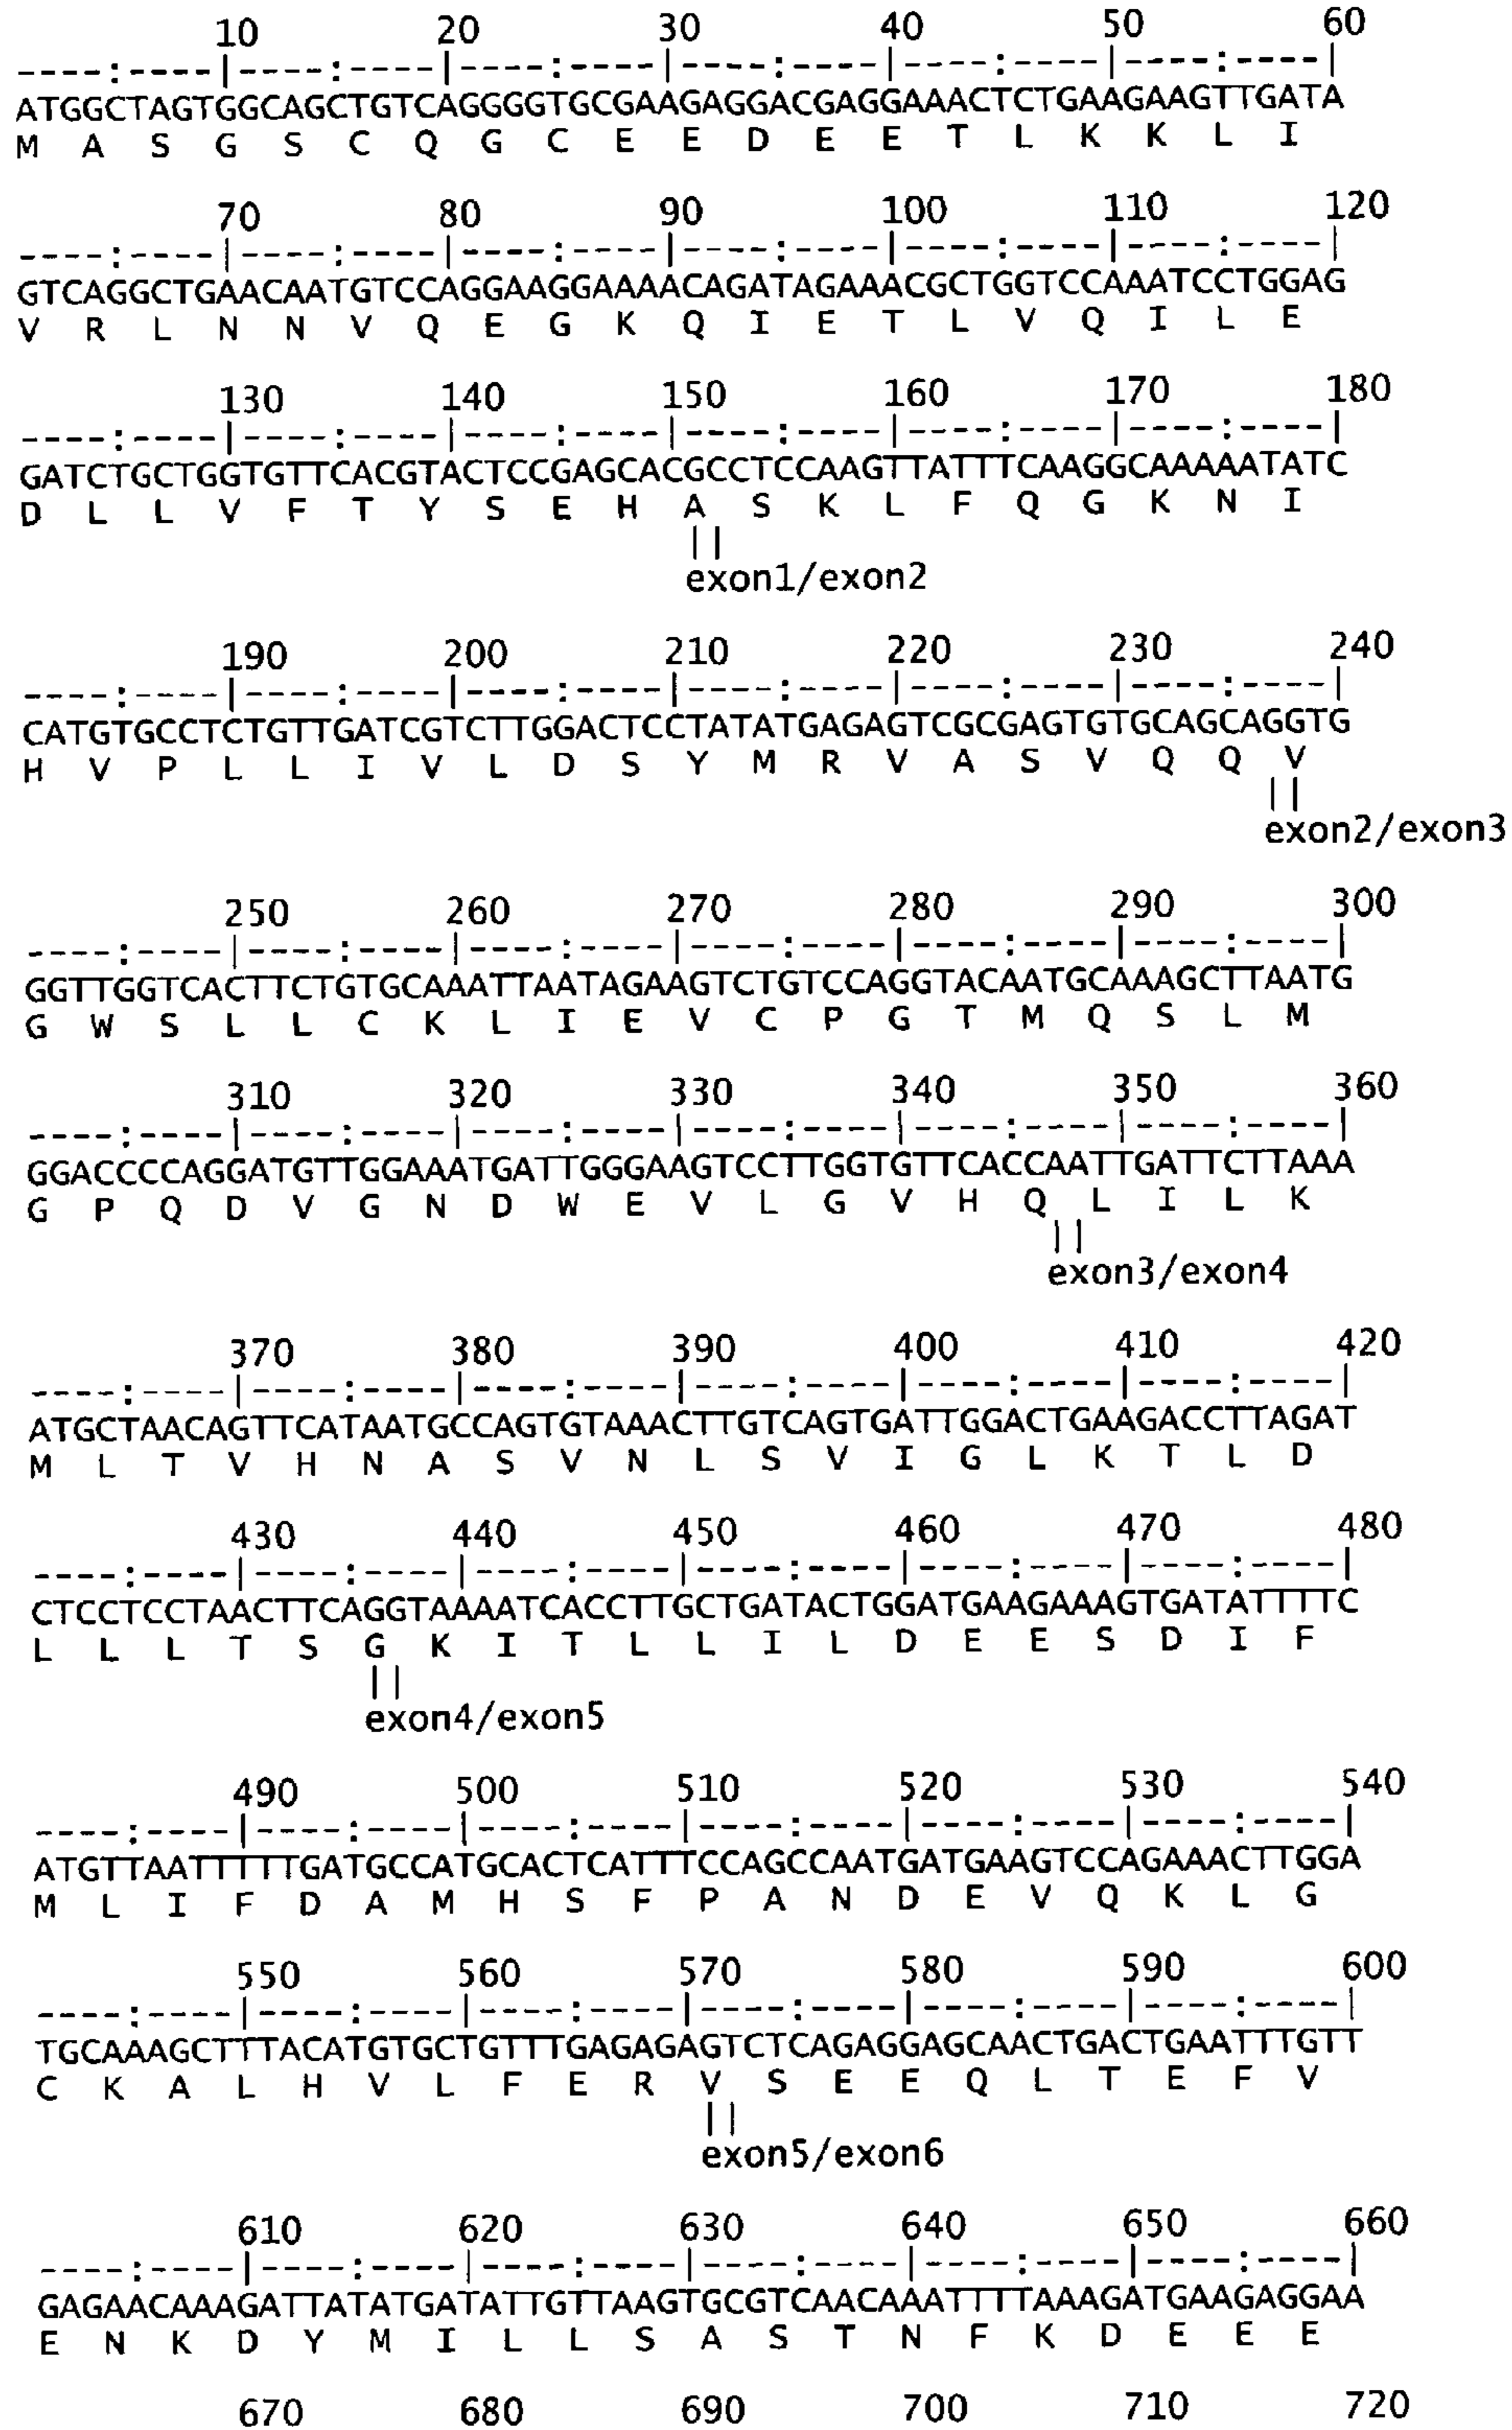 10 20 30 40 50 60
----:----|----:----|----:----|----:----|----:----|----:----|
ATGGCTAGTGGCAGCTGTCAGGGGTGCGAAGAGGACGAGGAAACTCTGAAGAAGTTGATA
M A S G S C Q G C E E D E E T L K K L I
70 80 90 100 110 120
----:----|----:----|----:----|----:----|----:----|----:----|
GTCAGGCTGAACAATGTCCAGGAAGGAAAACAGATAGAAACGCTGGTCCAAATCCTGGAG
V R L N N V Q E G K Q I E T L V Q I L E
130 140 150 160 170 180
----:----|----:----|----:----|----:----|----:----|----:----|
GATCTGCTGGTGTTCACGTACTCCGAGCACGCCTCCAAGTTATTTCAAGGCAAAAATATC
D L L V F T Y S E H A S K L F Q G K N I
||
exon1/exon2
190 200 210 220 230 240
----:----|----:----|----:----|----:----|----:----|----:----|
CATGTGCCTCTGTTGATCGTCTTGGACTCCTATATGAGAGTCGCGAGTGTGCAGCAGGTG
H V P L L I V L D S Y M R V A S V Q Q V
||
exon2/exon3
250 260 270 280 290 300
----:----|----:----|----:----|----:----|----:----|----:----|
GGTTGGTCACTTCTGTGCAAATTAATAGAAGTCTGTCCAGGTACAATGCAAAGCTTAATG
G W S L L C K L I E V C P G T M Q S L M
310 320 330 340 350 360
----:----|----:----|----:----|----:----|----:----|----:----|
GGACCCCAGGATGTTGGAAATGATTGGGAAGTCCTTGGTGTTCACCAATTGATTCTTAAA
G P Q D V G N D W E V L G V H Q L I L K
||
exon3/exon4
370 380 390 400 410 420
----:----|----:----|----:----|----:----|----:----|----:----|
ATGCTAACAGTTCATAATGCCAGTGTAAACTTGTCAGTGATTGGACTGAAGACCTTAGAT
M L T V H N A S V N L S V I G L K T L D
430 440 450 460 470 480
----:----|----:----|----:----|----:----|----:----|----:----|
CTCCTCCTAACTTCAGGTAAAATCACCTTGCTGATACTGGATGAAGAAAGTGATATTTTC
L L L T S G K I T L L I L D E E S D I F
||
exon4/exon5
490 500 510 520 530 540
----:----|----:----|----:----|----:----|----:----|----:----|
ATGTTAATTTTTGATGCCATGCACTCATTTCCAGCCAATGATGAAGTCCAGAAACTTGGA
M L I F D A M H S F P A N D E V Q K L G
550 560 570 580 590 600
----:----|----:----|----:----|----:----|----:----|----:----|
TGCAAAGCTTTACATGTGCTGTTTGAGAGAGTCTCAGAGGAGCAACTGACTGAATTTGTT
C K A L H V L F E R V S E E Q L T E F V
||
exon5/exon6
610 620 630 640 650 660
----:----|----:----|----:----|----:----|----:----|----:----|
GAGAACAAAGATTATATGATATTGTTAAGTGCGTCAACAAATTTTAAAGATGAAGAGGAA
E N K D Y M I L L S A S T N F K D E E E
670 680 690 700 710 720